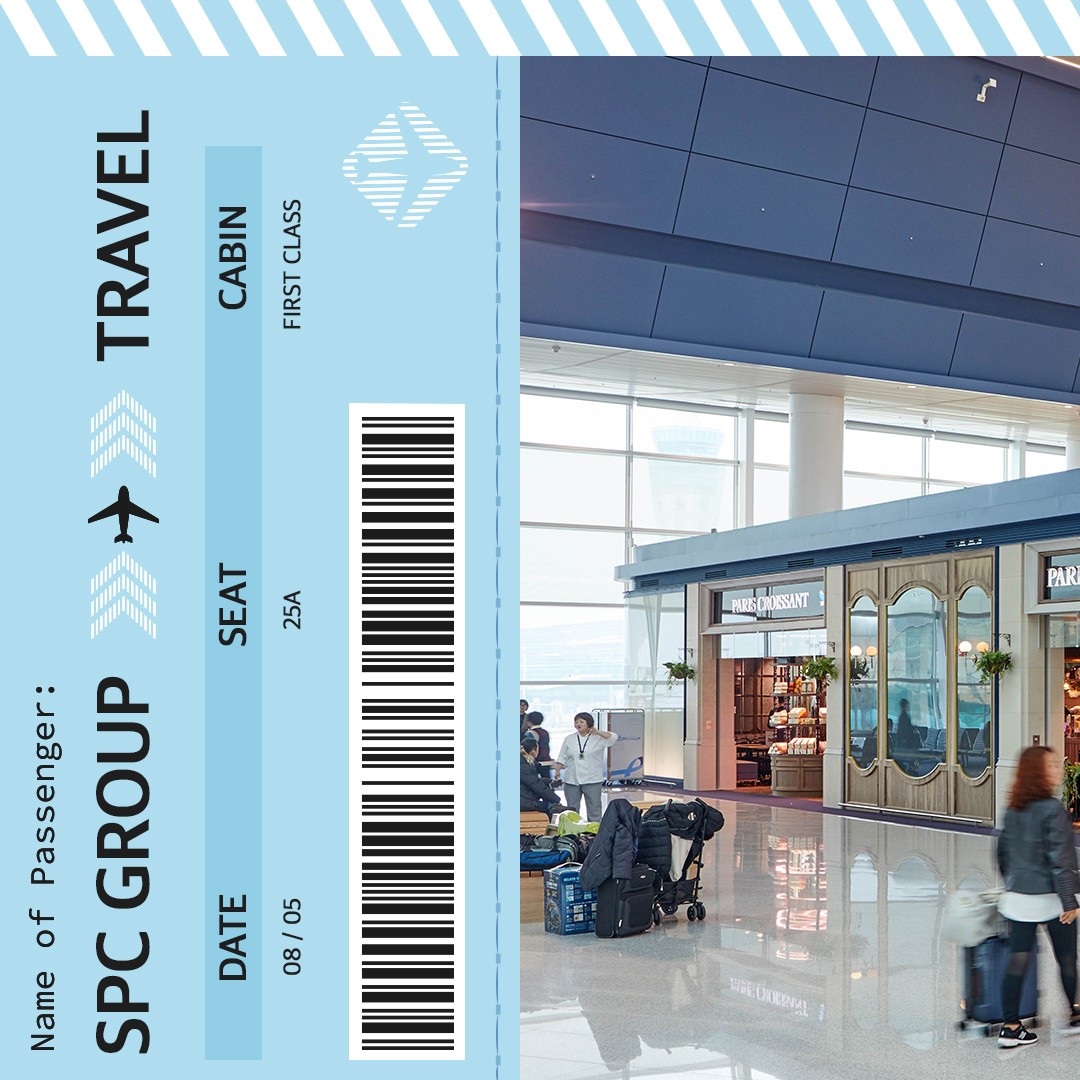 Name of Passenger:
SPC GROUP TRAVEL
DATE SEAT CABIN
08 / 05 25A FIRST CLASS
PARIS CROISSANT
PARI